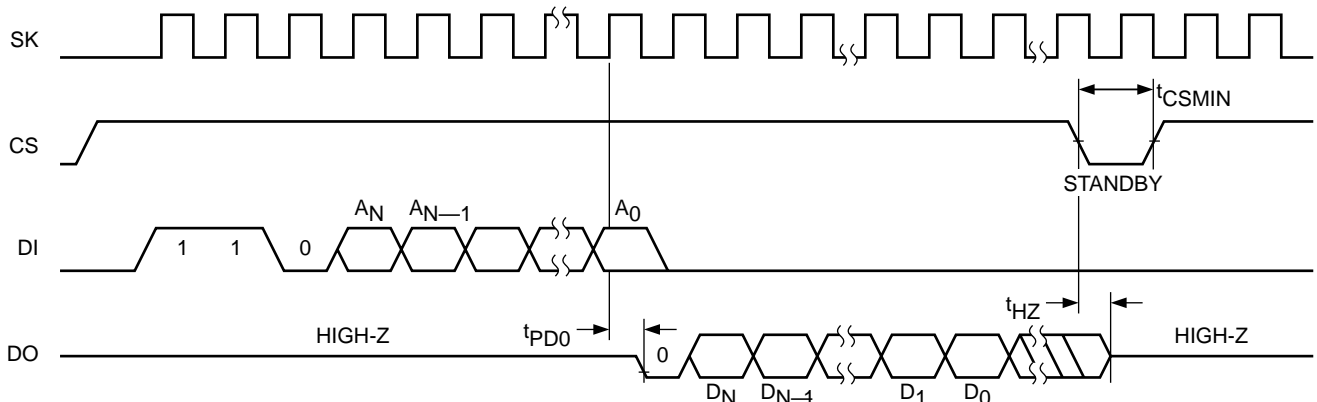 SK
tCSMIN
CS
STANDBY
AN AN—1 A0
DI 1 1 0
tHZ
HIGH-Z tPD0 HIGH-Z
DO 0
DN DN—1 D1 D0